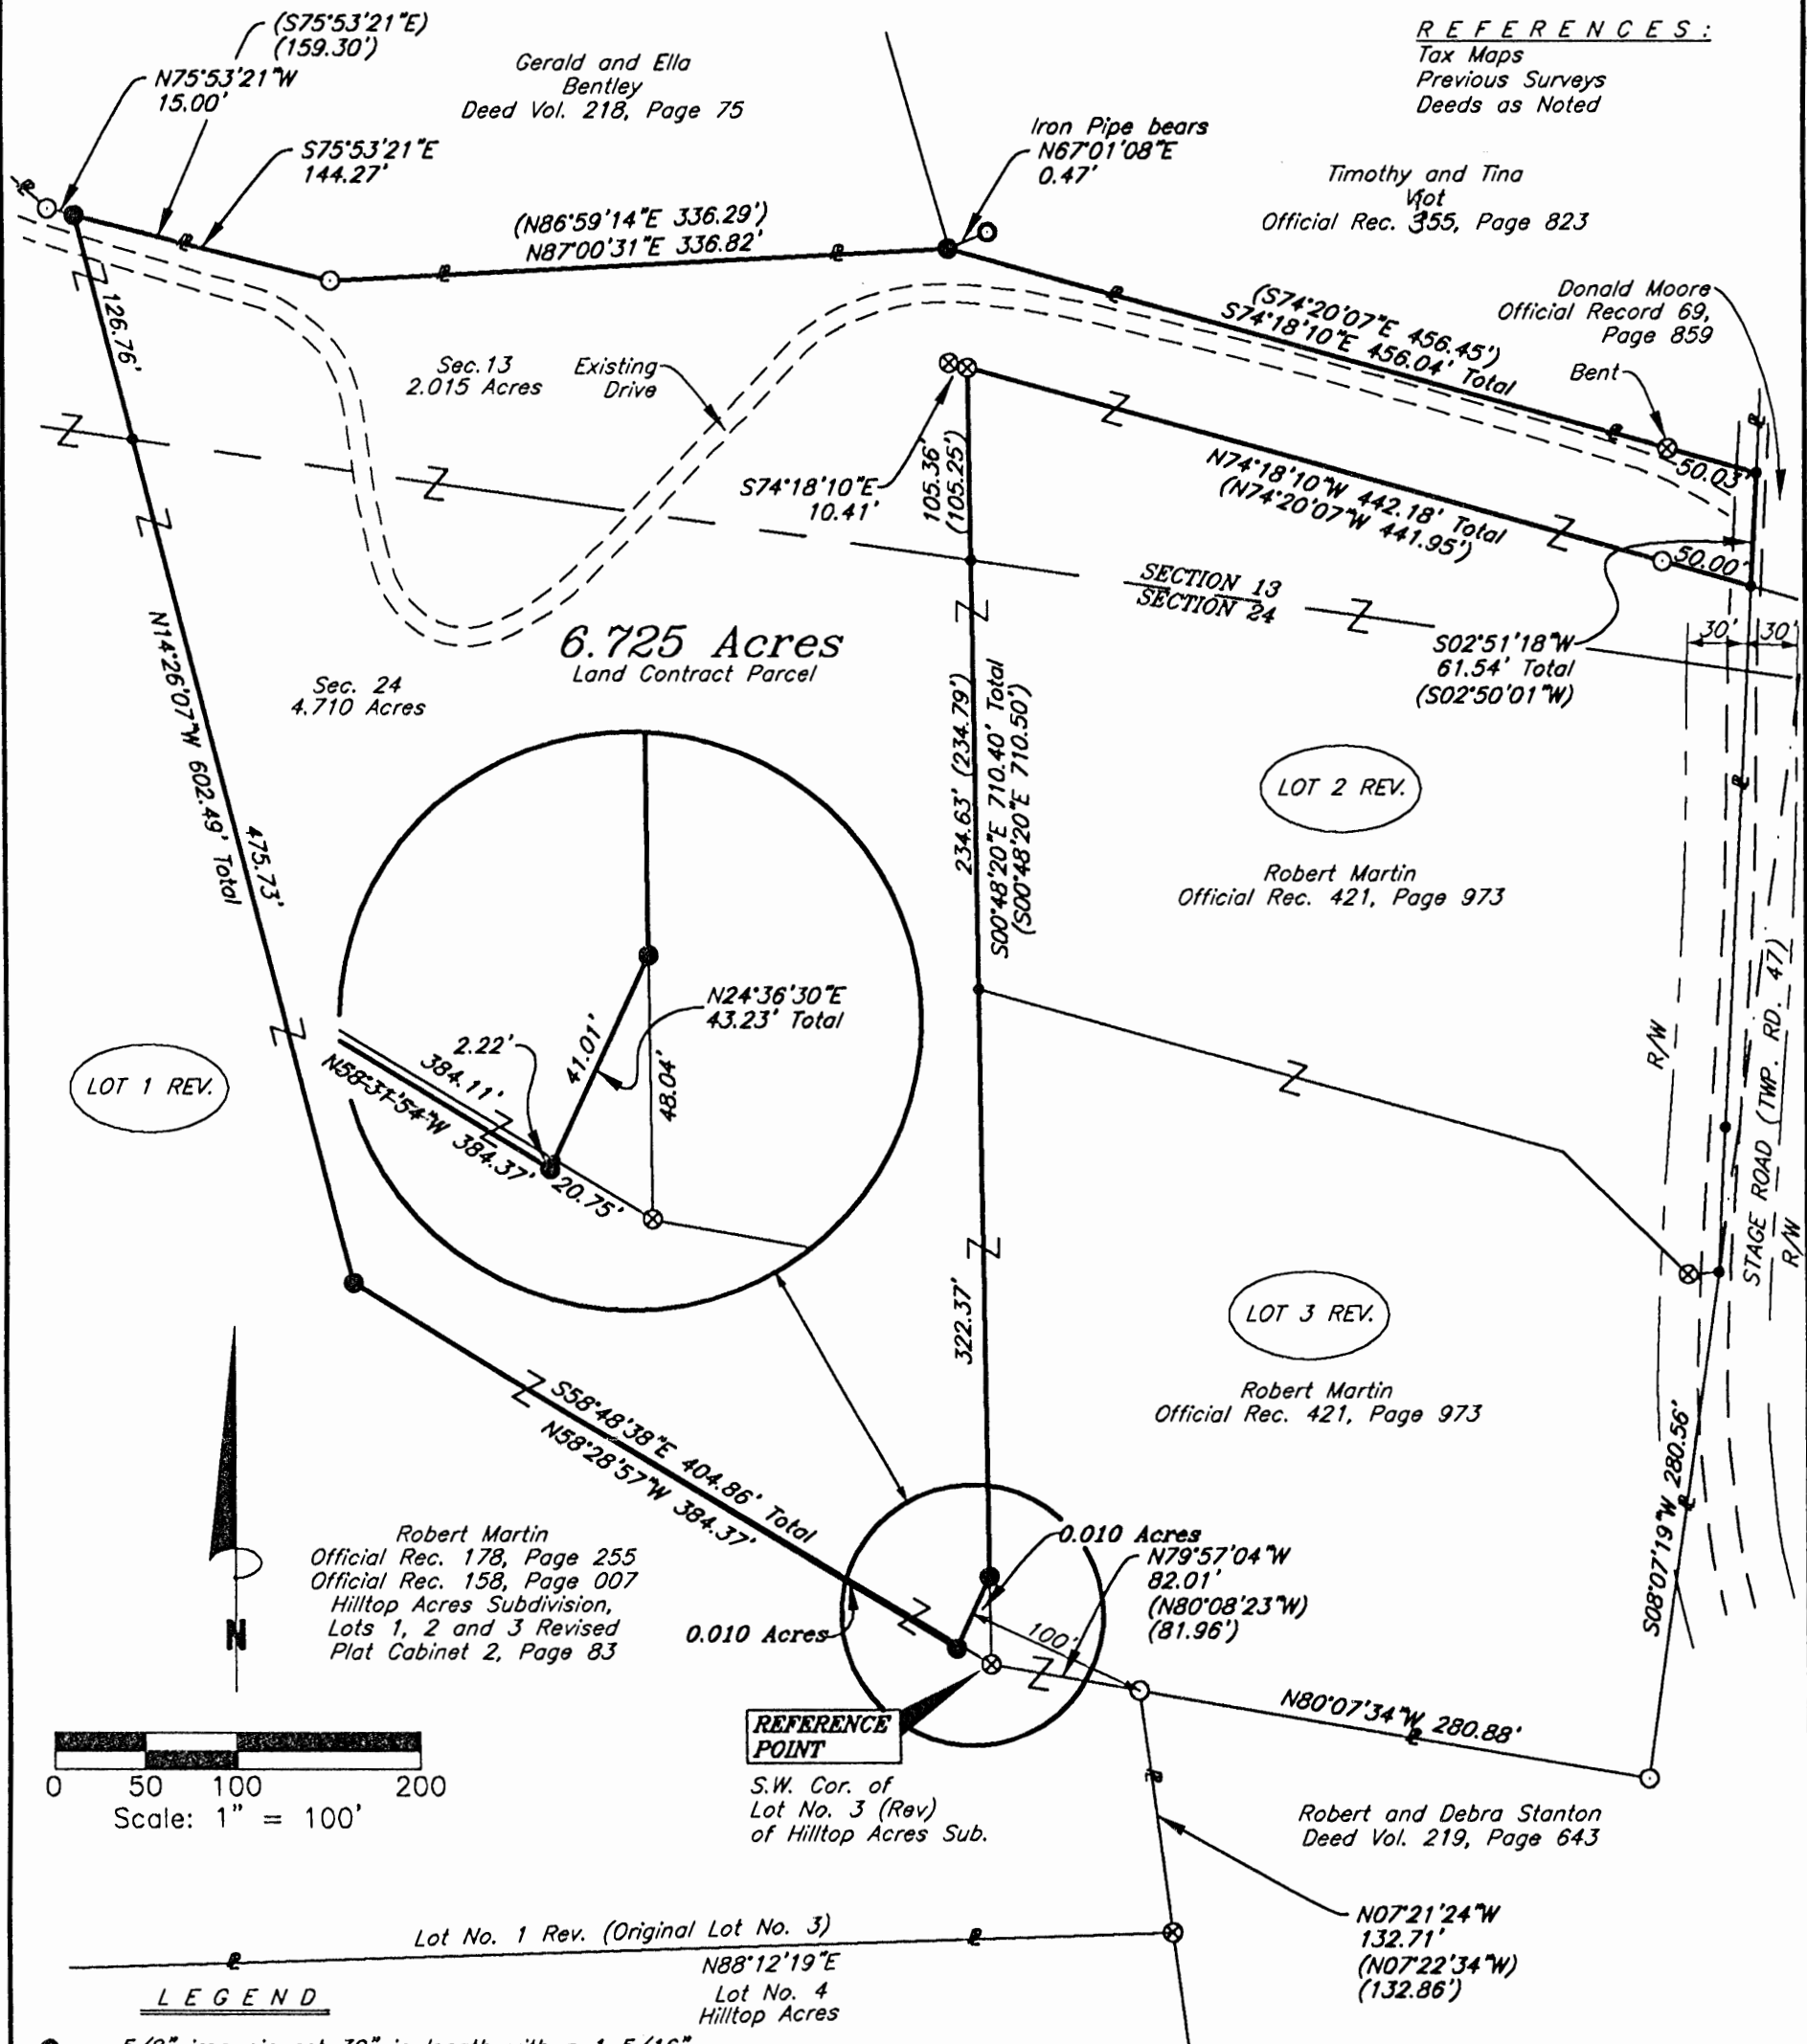 (S75°53'21"E)
(159.30')
N75°53'21"W
15.00'
S75°53'21"E
144.27'
Gerald and Ella
Bentley
Deed Vol. 218, Page 75
REFERENCES:
Tax Maps
Previous Surveys
Deeds as Noted
Iron Pipe bears
N67°01'08"E
0.47'
Timothy and Tina
Official Rec. 355, Page 823
(N86°59'14"E 336.29')
N87°00'31"E 336.82'
Donald Moore
Official Record 69,
Page 859
(S74°20'07"E 456.45')
S74°18'10"E 456.04' Total
Bent
50.03'
126.76'
Sec. 13
2.015 Acres
Existing
Drive
S74°18'10"E
10.41'
105.36'
(105.25')
N74°18'10"W 442.18' Total
(N74°20'07"W 441.95')
50.00'
SECTION 13
SECTION 24
S02°51'18"W
61.54' Total
(S02°50'01"W)
30'
30'
6.725 Acres
Land Contract Parcel
Sec. 24
4.710 Acres
N14°26'07"W 602.49' Total
475.73'
234.63' (234.79')
S00°48'20"E 710.40' Total
(S00°48'20"E 710.50')
LOT 2 REV.
Robert Martin
Official Rec. 421, Page 973
N24°36'30"E
43.23' Total
2.22'
41.01'
48.04'
384.11'
N58°31'54"W 384.37'
20.75'
LOT 1 REV.
R/W
STAGE ROAD (TWP. RD. 47)
R/W
322.37'
LOT 3 REV.
Robert Martin
Official Rec. 421, Page 973
S58°48'38"E 404.86' Total
N58°28'57"W 384.37'
S08°07'19"W 280.56'
Robert Martin
Official Rec. 178, Page 255
Official Rec. 158, Page 007
Hilltop Acres Subdivision,
Lots 1, 2 and 3 Revised
Plat Cabinet 2, Page 83
N
0.010 Acres
0.010 Acres
N79°57'04"W
82.01'
(N80°08'23"W)
(81.96')
100'
N80°07'34"W 280.88'
REFERENCE
POINT
S.W. Cor. of
Lot No. 3 (Rev)
of Hilltop Acres Sub.
0 50 100 200
Scale: 1" = 100'
Robert and Debra Stanton
Deed Vol. 219, Page 643
N07°21'24"W
132.71'
(N07°22'34"W)
(132.86')
Lot No. 1 Rev. (Original Lot No. 3)
N88°12'19"E
Lot No. 4
Hilltop Acres
LEGEND